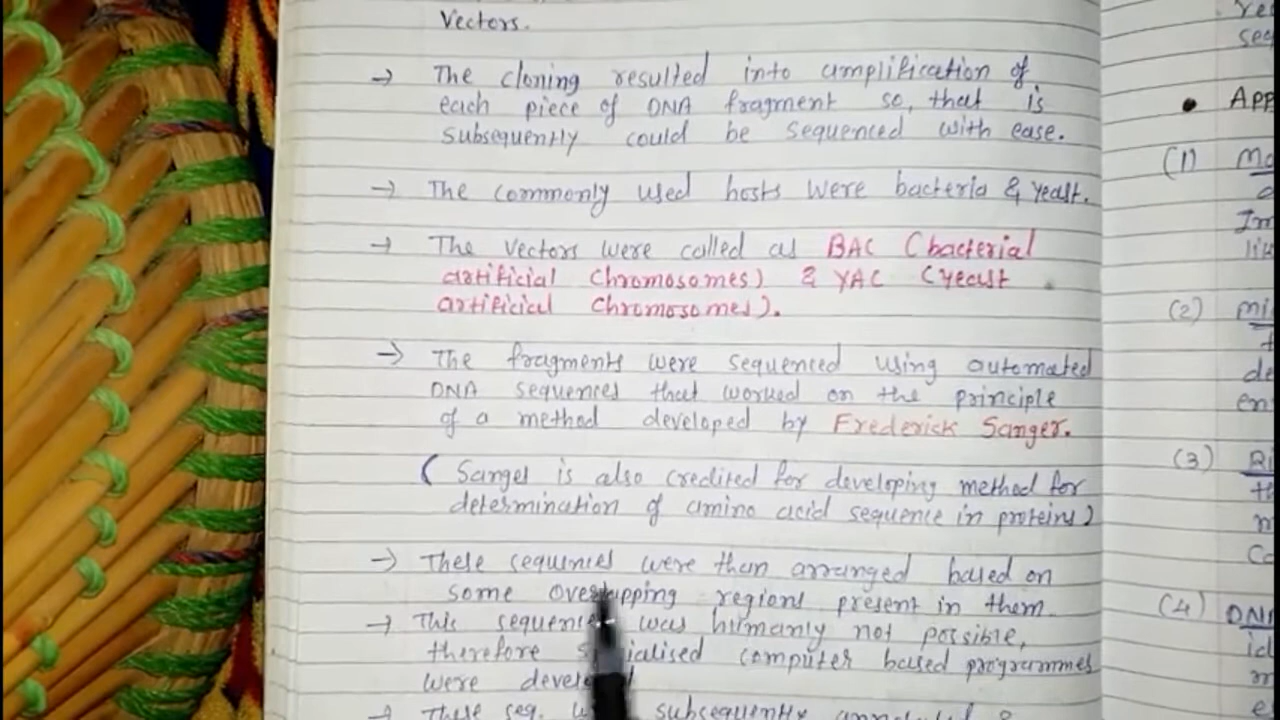 Vectors.
→ The cloning resulted into amplification of
each piece of DNA fragment so, that is
subsequently could be sequenced with ease.
→ The commonly used hosts were bacteria & yeast.
→ The vectors were called as BAC (bacterial
artificial chromosomes) & YAC (yeast
artificial chromosomes).
→ The fragments were sequenced using automated
DNA sequences that worked on the principle
of a method developed by Frederick Sanger.
( Sanger is also credited for developing method for
determination of amino acid sequence in proteins)
→ These sequences were then arranged based on
some overlapping regions present in them.
→ This sequence was humanly not possible,
therefore specialised computer based programmes
were developed
→ These seq. subsequently annotated &
• APP
(1)
(2)
(3)
(4) DNA